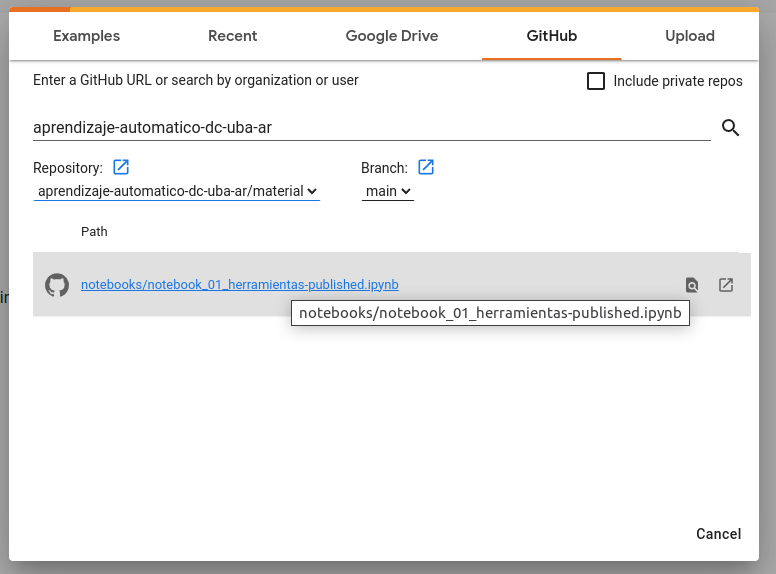 Examples Recent Google Drive GitHub Upload
Enter a GitHub URL or search by organization or user Include private repos
aprendizaje-automatico-dc-uba-ar
Repository: Branch:
aprendizaje-automatico-dc-uba-ar/material main
Path
notebooks/notebook_01_herramientas-published.ipynb
notebooks/notebook_01_herramientas-published.ipynb
Cancel